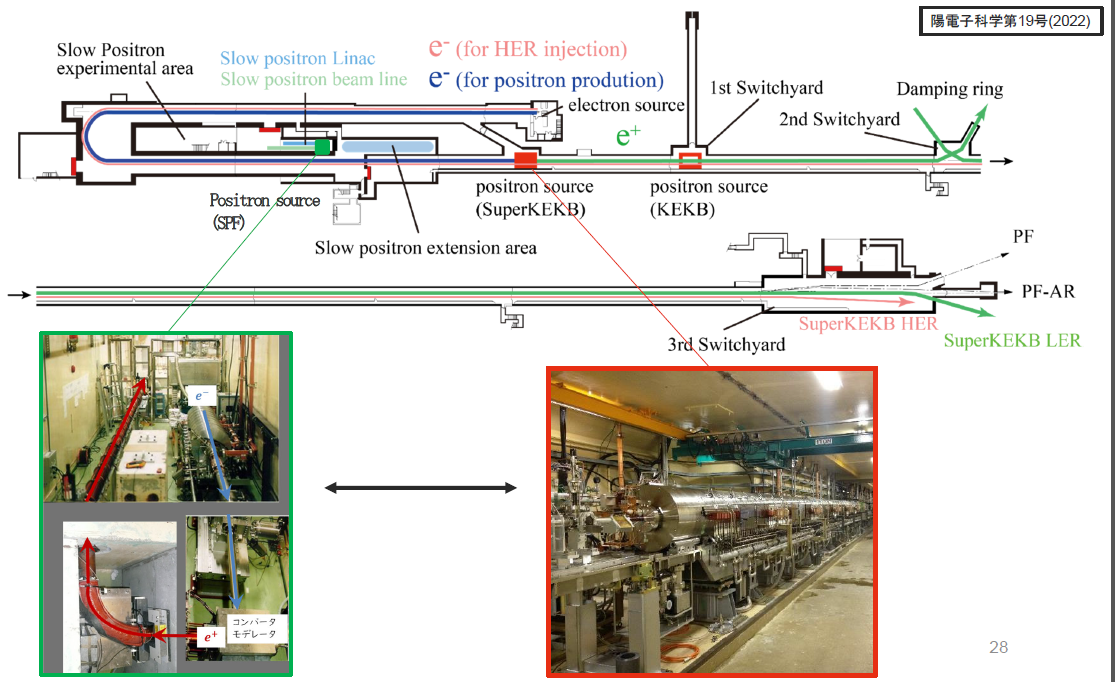 陽電子科学第19号(2022)
Slow Positron
experimental area
Slow positron Linac
Slow positron beam line
e- (for HER injection)
e- (for positron prodution)
electron source
e+
1st Switchyard
2nd Switchyard
Damping ring
Positron source
(SPF)
Slow positron extension area
positron source
(SuperKEKB)
positron source
(KEKB)
PF
PF-AR
SuperKEKB HER
SuperKEKB LER
3rd Switchyard
e−
e+
コンバータ
モデレータ
28